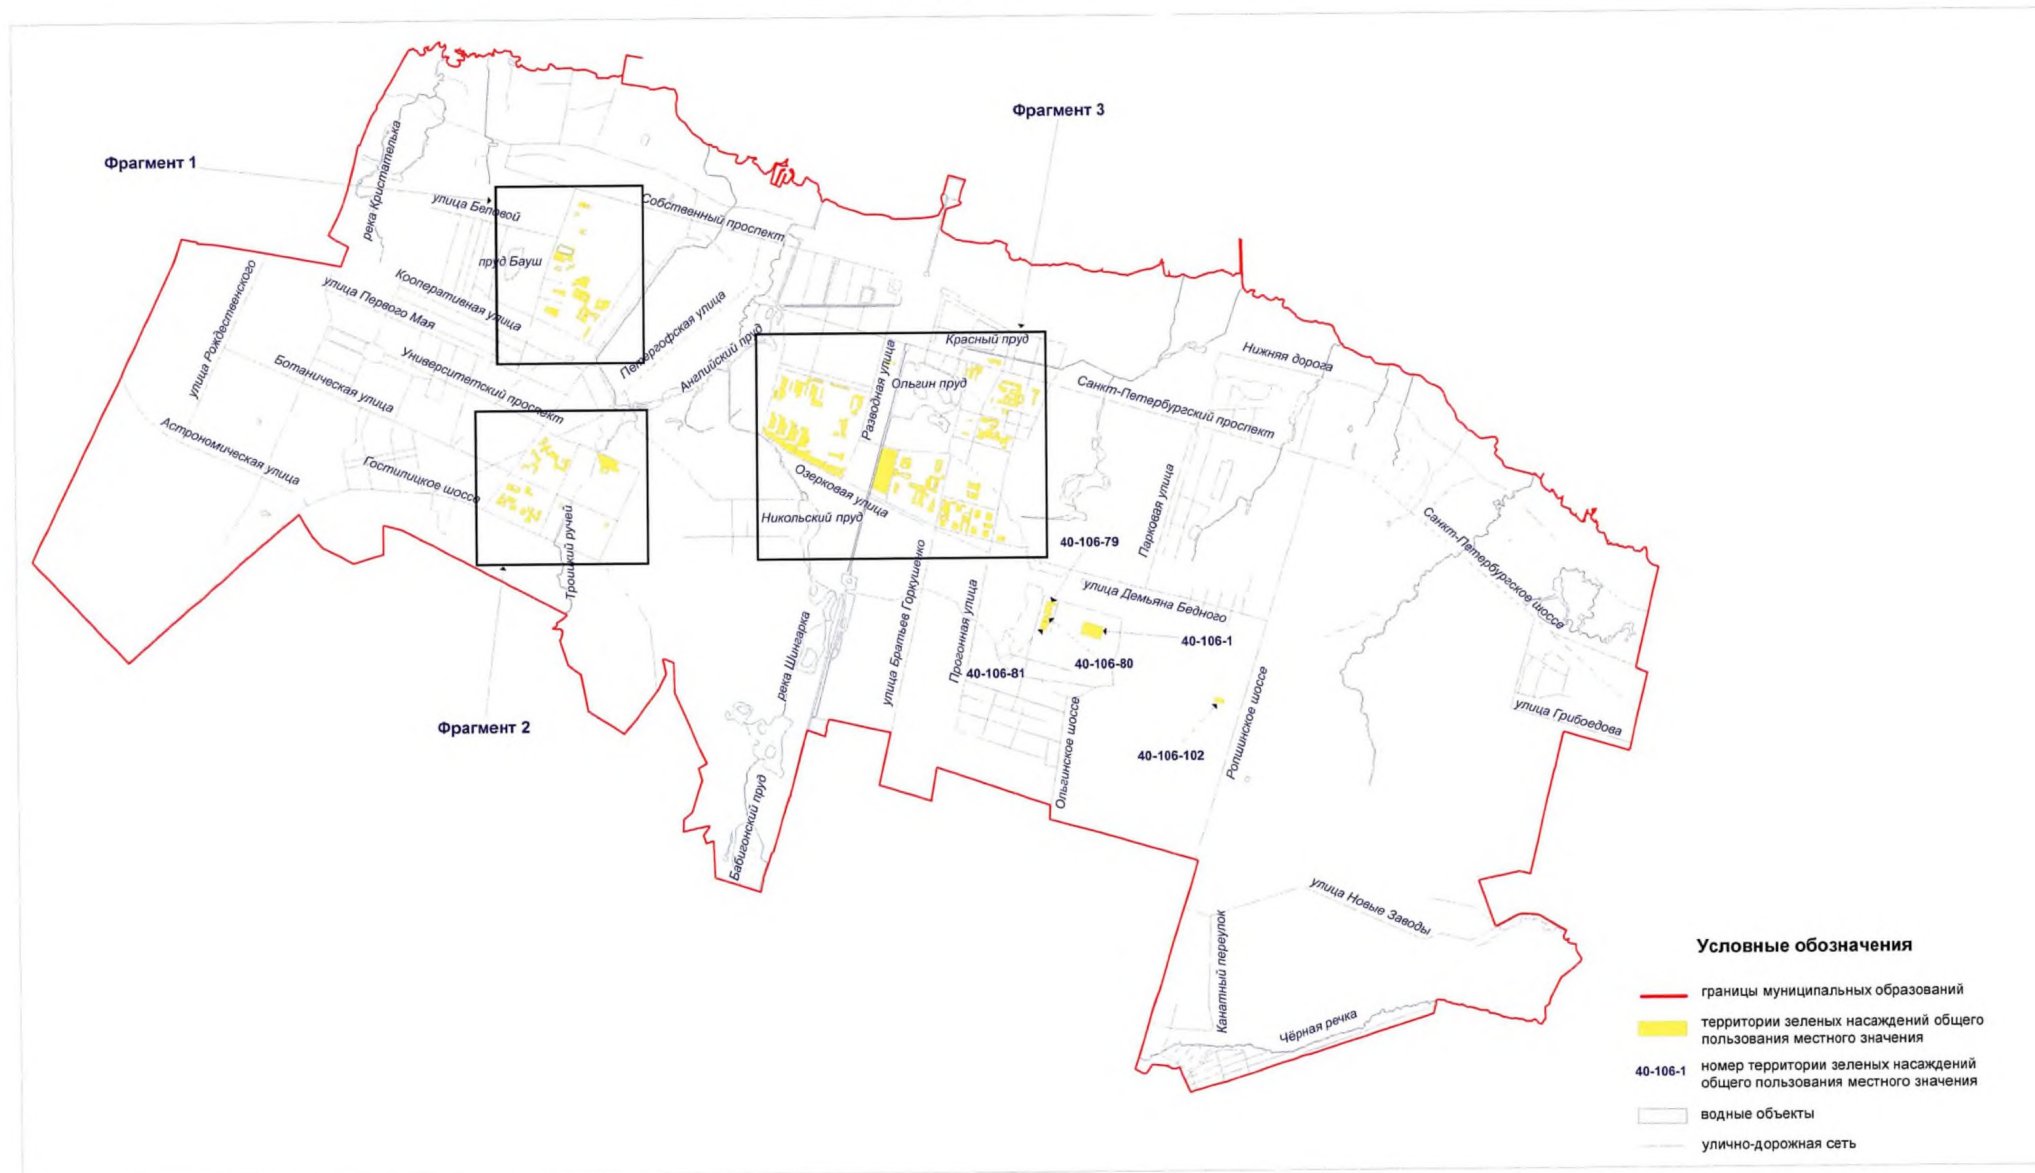 Фрагмент 3
Фрагмент 1
река Кристателька
улица Беловой
Собственный проспект
пруд Бауш
улица Рождественского
Кооперативная улица
улица Первого Мая
Петергофская улица
Английский пруд
Красный пруд
Ольгин пруд
Разводная улица
Нижняя дорога
Университетский проспект
Ботаническая улица
Санкт-Петербургский проспект
Астрономическая улица
Гостилицкое шоссе
Озерковая улица
Никольский пруд
Парковая улица
Санкт-Петербургское шоссе
Троицкий ручей
40-106-79
улица Демьяна Бедного
40-106-1
40-106-80
40-106-81
река Шингарка
улица Братьев Горкушенко
Прогонная улица
Фрагмент 2
40-106-102
Ольгинское шоссе
Ропшинское шоссе
улица Грибоедова
Бабигонский пруд
улица Новые Заводы
Канатный переулок
Чёрная речка
Условные обозначения
границы муниципальных образований
территории зеленых насаждений общего
пользования местного значения
40-106-1 номер территории зеленых насаждений
общего пользования местного значения
водные объекты
улично-дорожная сеть